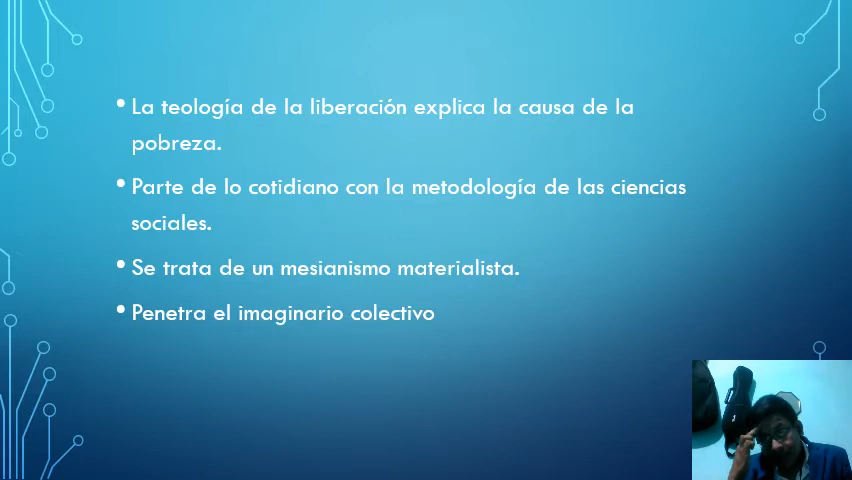 • La teología de la liberación explica la causa de la
pobreza.
• Parte de lo cotidiano con la metodología de las ciencias
sociales.
• Se trata de un mesianismo materialista.
• Penetra el imaginario colectivo